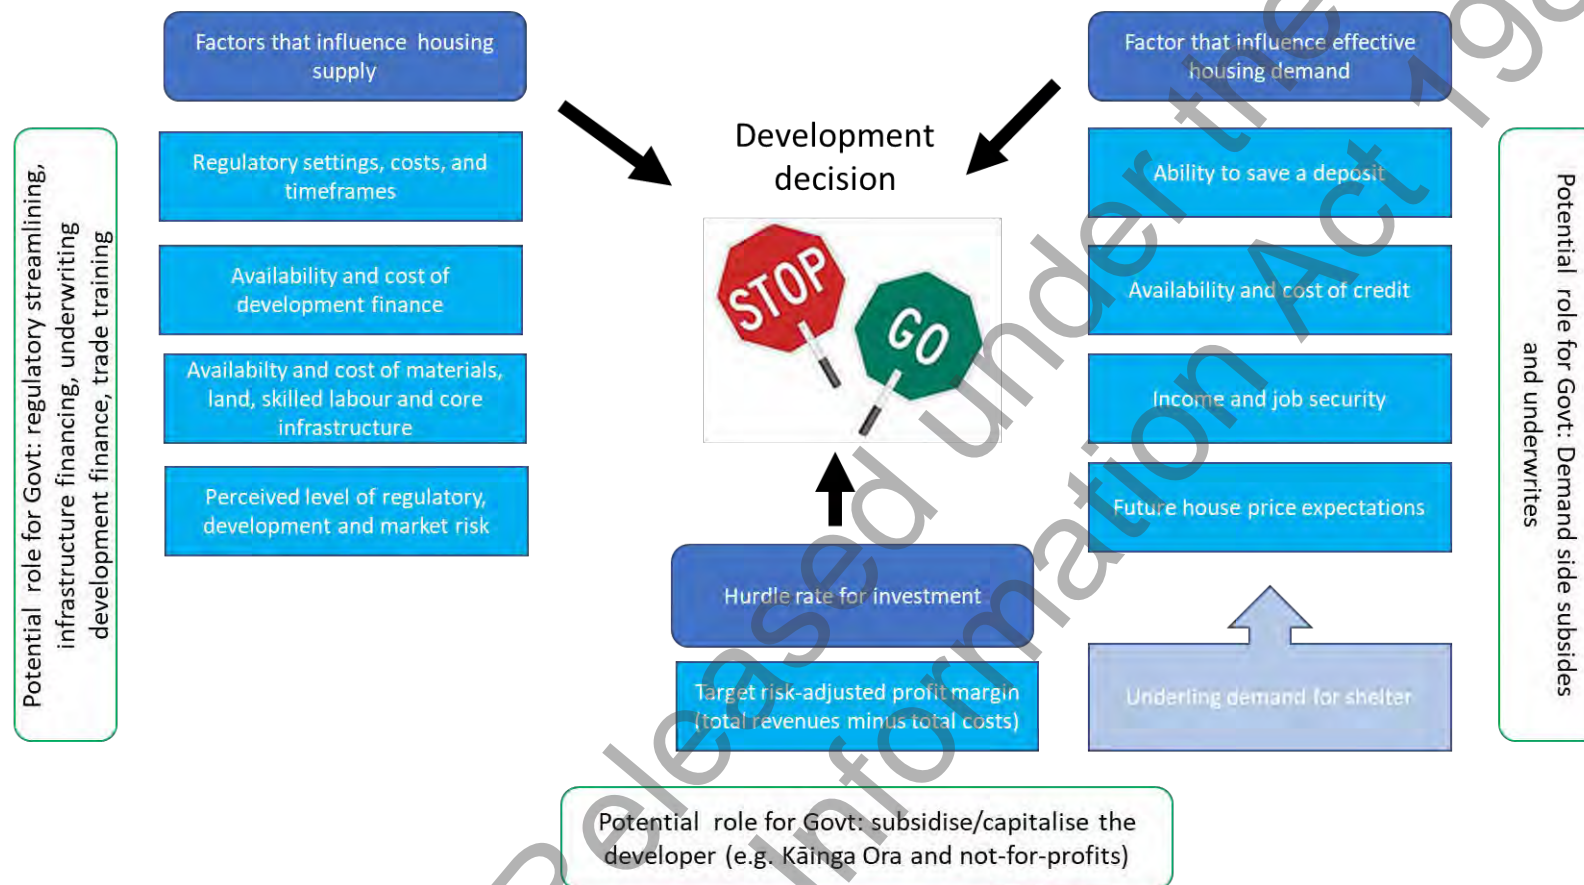 Factors that influence housing
supply
Regulatory settings, costs, and
timeframes
Availability and cost of
development finance
Availabilty and cost of materials,
land, skilled labour and core
infrastructure
Perceived level of regulatory,
development and market risk
Potential role for Govt: regulatory streamlining,
infrastructure financing, underwriting
development finance, trade training
Development
decision
STOP
GO
Hurdle rate for investment
Target risk-adjusted profit margin
(total revenues minus total costs)
Potential role for Govt: subsidise/capitalise the
developer (e.g. Kāinga Ora and not-for-profits)
Factor that influence effective
housing demand
Ability to save a deposit
Availability and cost of credit
Income and job security
Future house price expectations
Underling demand for shelter
Potential role for Govt: Demand side subsides
and underwrites
Released under the
Information Act 198